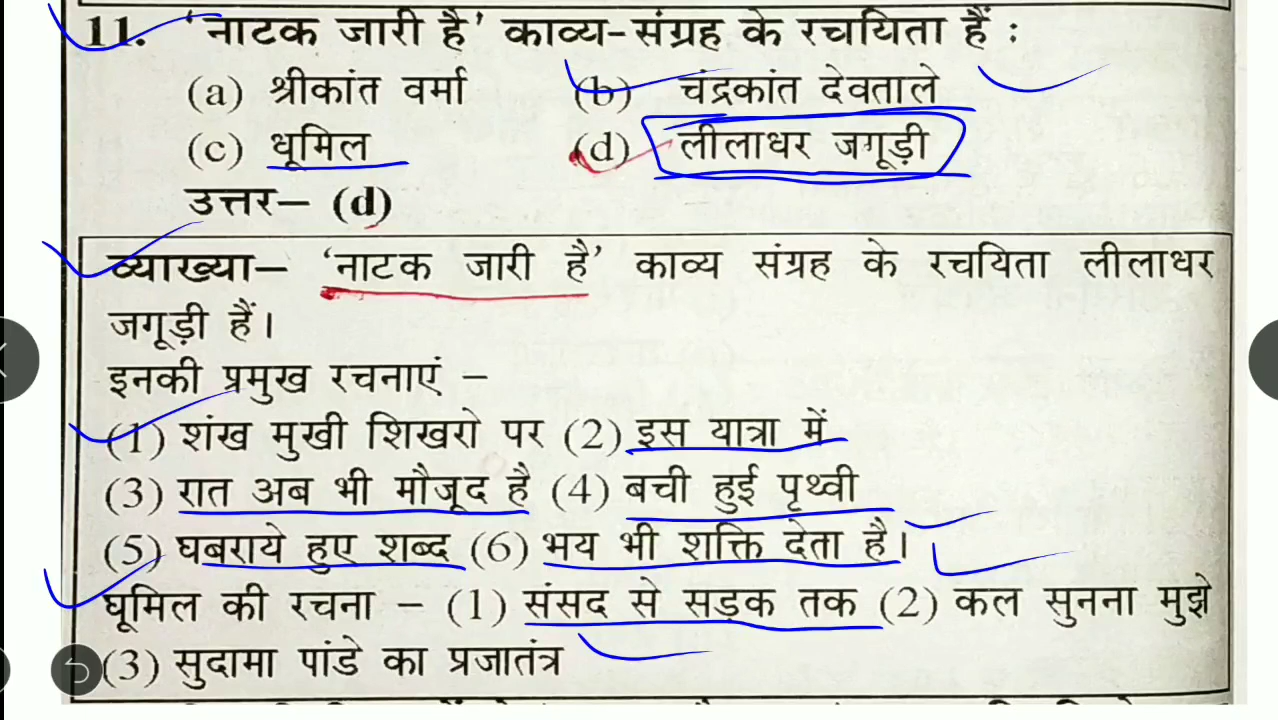 11. 'नाटक जारी है' काव्य-संग्रह के रचयिता हैं :
(a) श्रीकांत वर्मा (b) चंद्रकांत देवताले
(c) धूमिल (d) लीलाधर जगूड़ी
उत्तर– (d)
व्याख्या– 'नाटक जारी है' काव्य संग्रह के रचयिता लीलाधर
जगूड़ी हैं।
इनकी प्रमुख रचनाएं –
(1) शंख मुखी शिखरो पर (2) इस यात्रा में
(3) रात अब भी मौजूद है (4) बची हुई पृथ्वी
(5) घबराये हुए शब्द (6) भय भी शक्ति देता है।
घूमिल की रचना – (1) संसद से सड़क तक (2) कल सुनना मुझे
(3) सुदामा पांडे का प्रजातंत्र